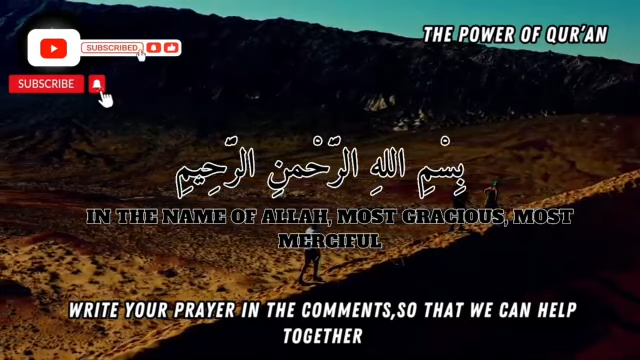 THE POWER OF QUR'AN
SUBSCRIBED
SUBSCRIBE
بِسْمِ اللهِ الرَّحْمنِ الرَّحِيمِ
IN THE NAME OF ALLAH, MOST GRACIOUS, MOST
MERCIFUL
WRITE YOUR PRAYER IN THE COMMENTS,SO THAT WE CAN HELP
TOGETHER